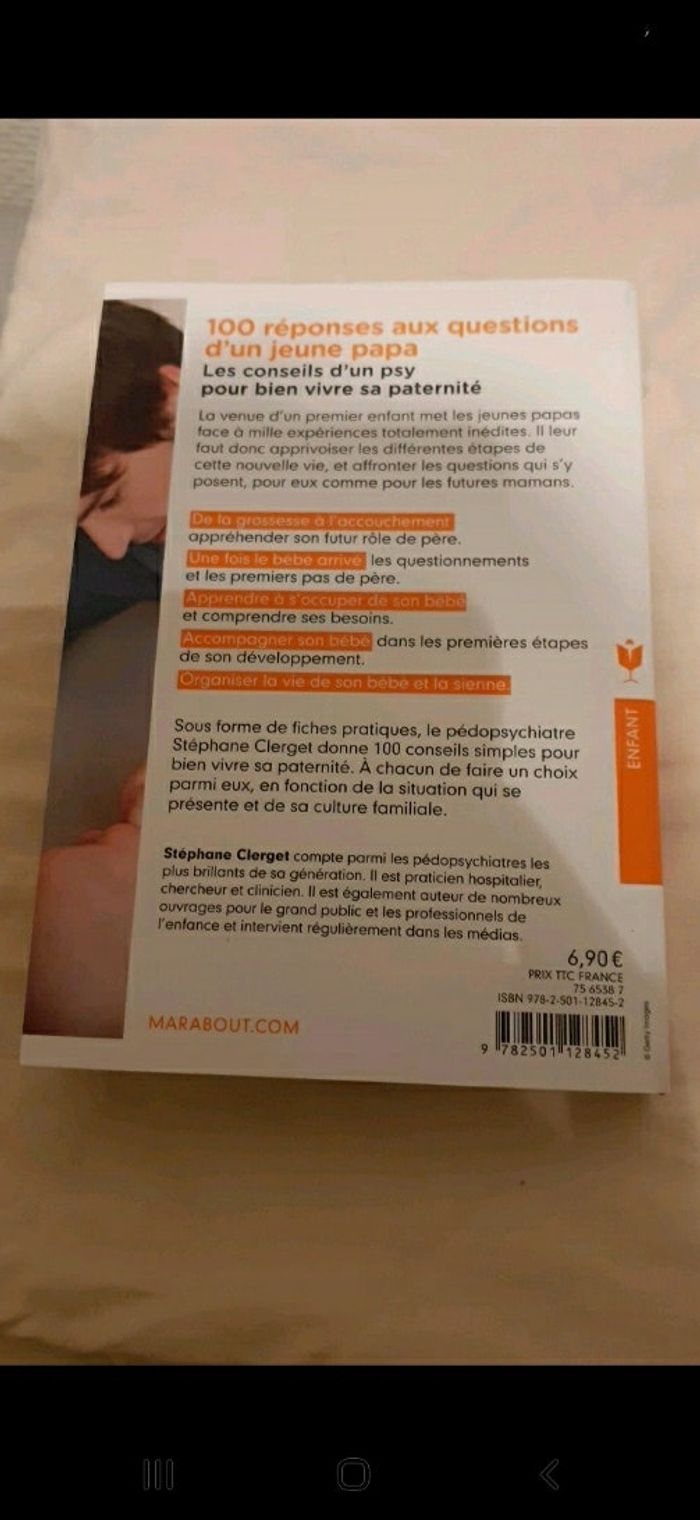 100 réponses aux questions
d'un jeune papa
Les conseils d'un psy
pour bien vivre sa paternité
La venue d'un premier enfant met les jeunes papas
face à mille expériences totalement inédites. Il leur
faut donc apprivoiser les différentes étapes de
cette nouvelle vie, et affronter les questions qui s'y
posent, pour eux comme pour les futures mamans.
De la grossesse à l'accouchement
appréhender son futur rôle de père.
Une fois le bébé arrivé les questionnements
et les premiers pas de père.
Apprendre à s'occuper de son bébé
et comprendre ses besoins.
Accompagner son bébé dans les premières étapes
de son développement.
Organiser la vie de son bébé et la sienne.
Sous forme de fiches pratiques, le pédopsychiatre
Stéphane Clerget donne 100 conseils simples pour
bien vivre sa paternité. À chacun de faire un choix
parmi eux, en fonction de la situation qui se
présente et de sa culture familiale.
Stéphane Clerget compte parmi les pédopsychiatres les
plus brillants de sa génération. Il est praticien hospitalier,
chercheur et clinicien. Il est également auteur de nombreux
ouvrages pour le grand public et les professionnels de
l'enfance et intervient régulièrement dans les médias.
ENFANT
6,90 €
PRIX TTC FRANCE
75 6538 7
ISBN 978-2-501-12845-2
MARABOUT.COM
9 782501 128452
© Getty Images